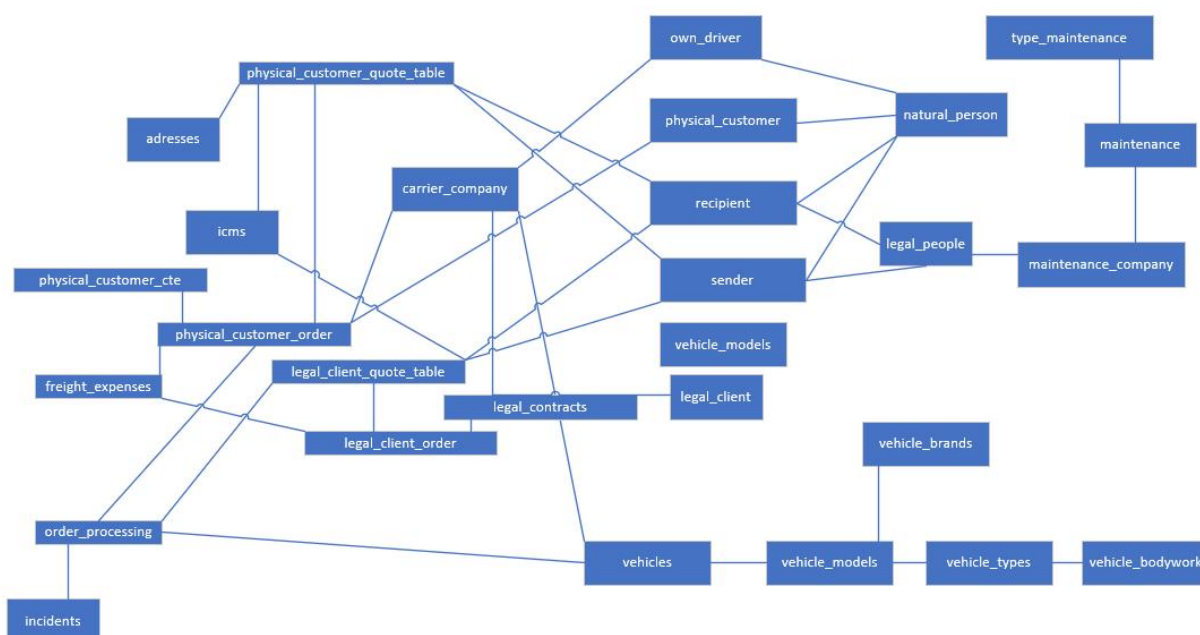 own_driver
type_maintenance
physical_customer_quote_table
physical_customer
natural_person
adresses
maintenance
carrier_company
recipient
icms
legal_people
maintenance_company
physical_customer_cte
sender
physical_customer_order
vehicle_models
legal_client_quote_table
freight_expenses
legal_client
legal_contracts
legal_client_order
vehicle_brands
order_processing
vehicles
vehicle_models
vehicle_types
vehicle_bodywork
incidents